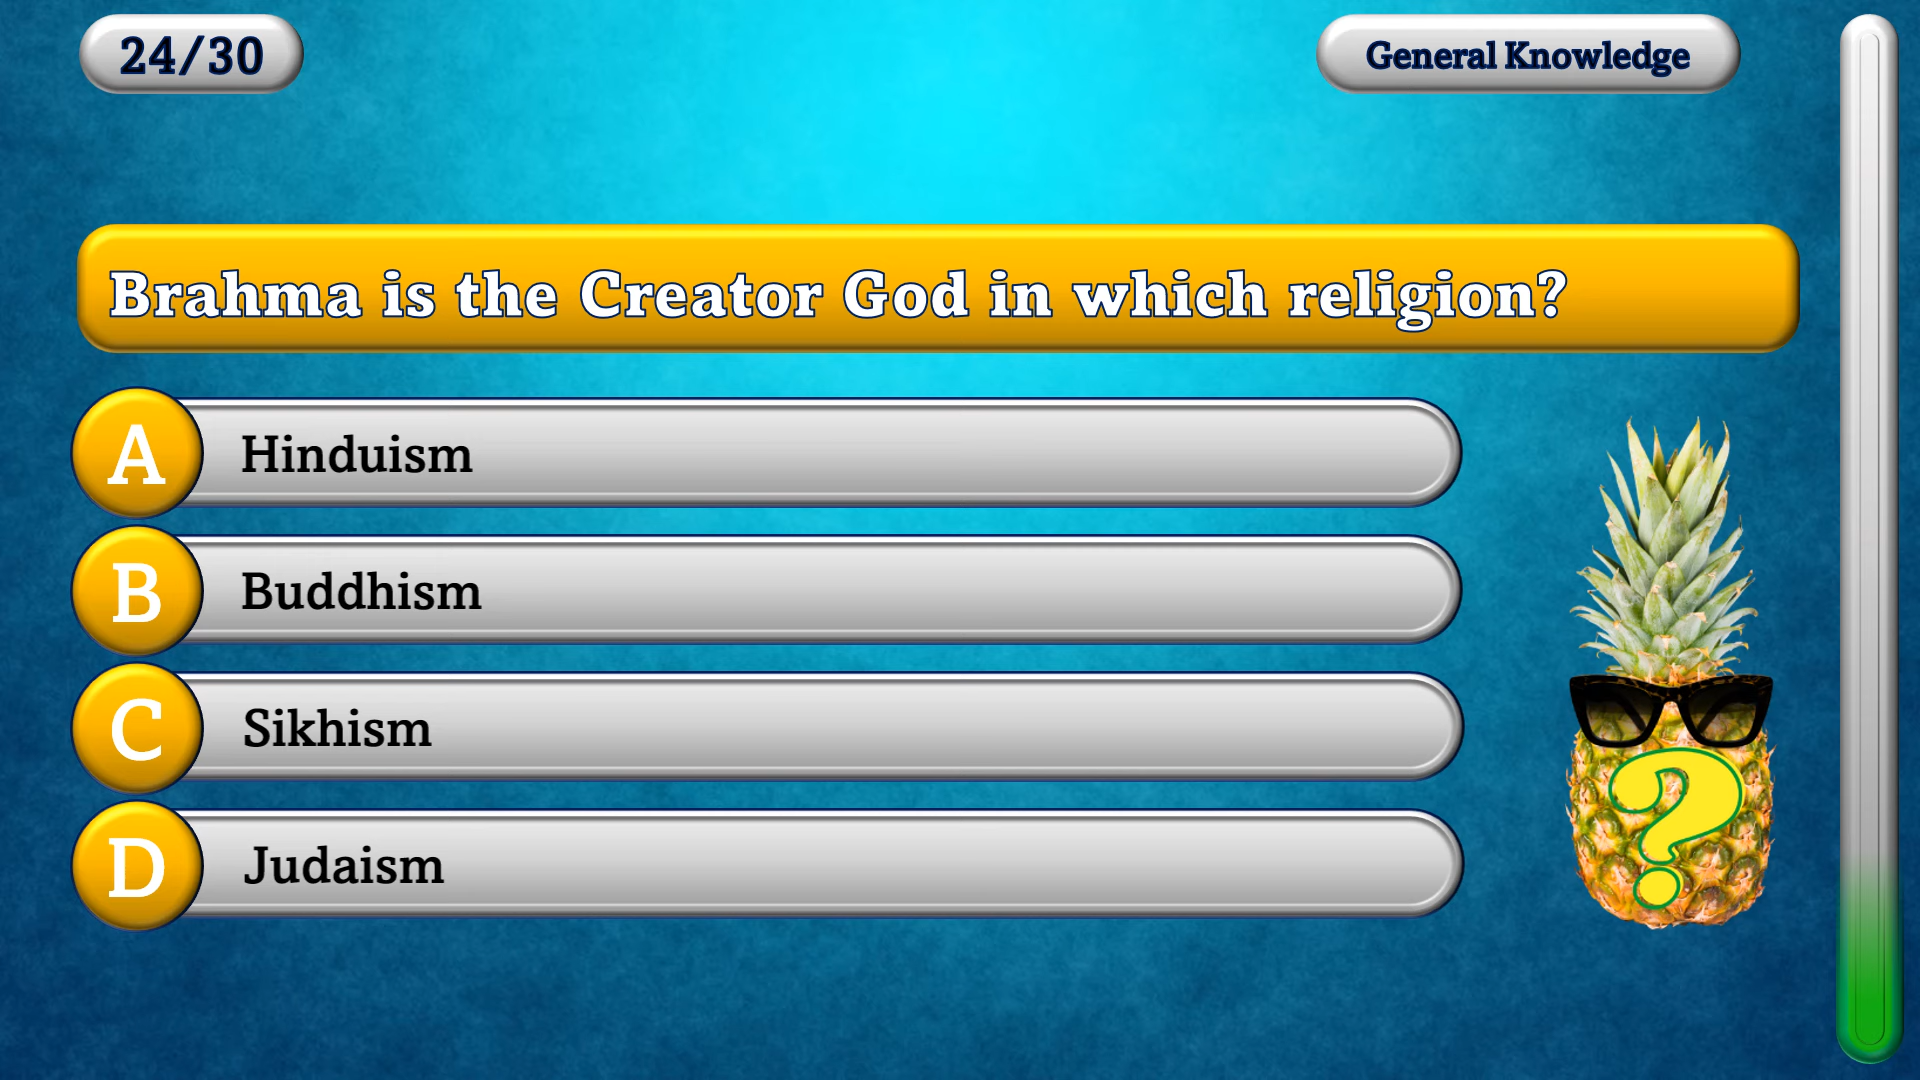 24/30
General Knowledge
Brahma is the Creator God in which religion?
A Hinduism
B Buddhism
C Sikhism
D Judaism
?